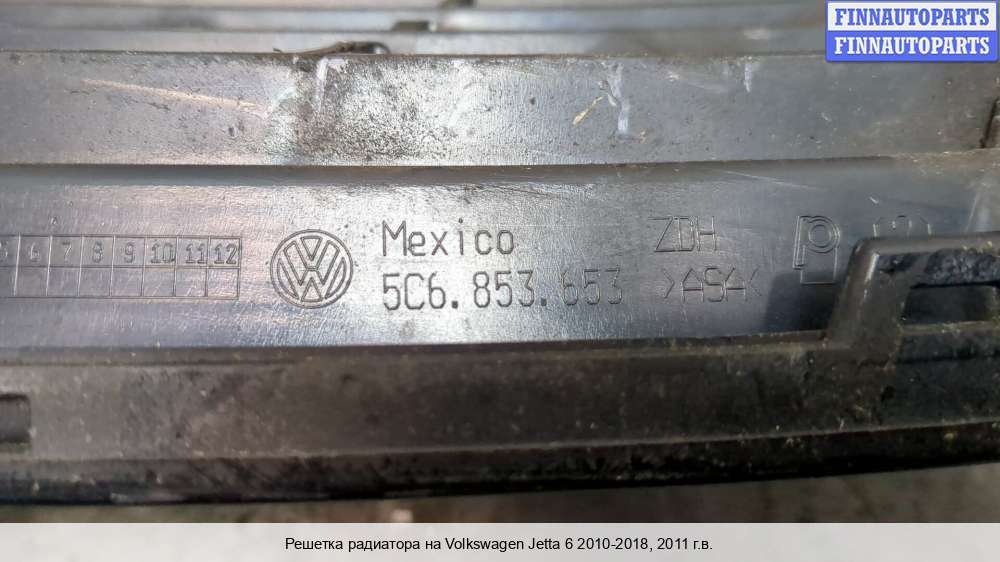 FINNAUTOPARTS
FINNAUTOPARTS
Mexico ZDH
6 7 8 9 10 11 12
5C6.853.653 >ASA<
Решетка радиатора на Volkswagen Jetta 6 2010-2018, 2011 г.в.